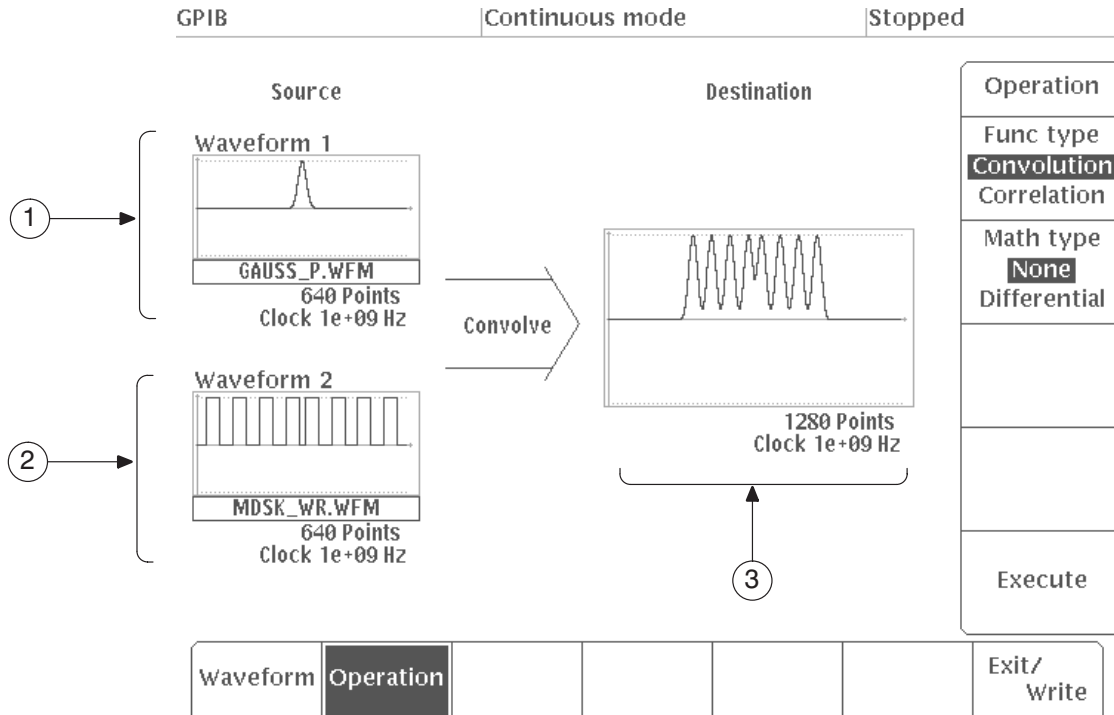 GPIB
Continuous mode
Stopped
Source
Destination
Waveform 1
GAUSS_P.WFM
640 Points
Clock 1e+09 Hz
1
Convolve
Waveform 2
MDSK_WR.WFM
640 Points
Clock 1e+09 Hz
2
1280 Points
Clock 1e+09 Hz
3
Operation
Func type
Convolution
Correlation
Math type
None
Differential
Execute
Waveform
Operation
Exit/
Write